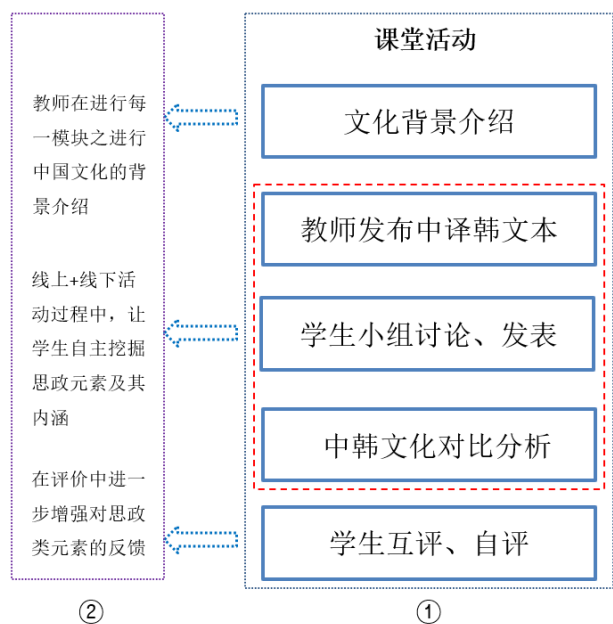 课堂活动
文化背景介绍
教师发布中译韩文本
学生小组讨论、发表
中韩文化对比分析
学生互评、自评
①
教师在进行每
一模块之进行
中国文化的背
景介绍
线上+线下活
动过程中，让
学生自主挖掘
思政元素及其
内涵
在评价中进一
步增强对思政
类元素的反馈
②